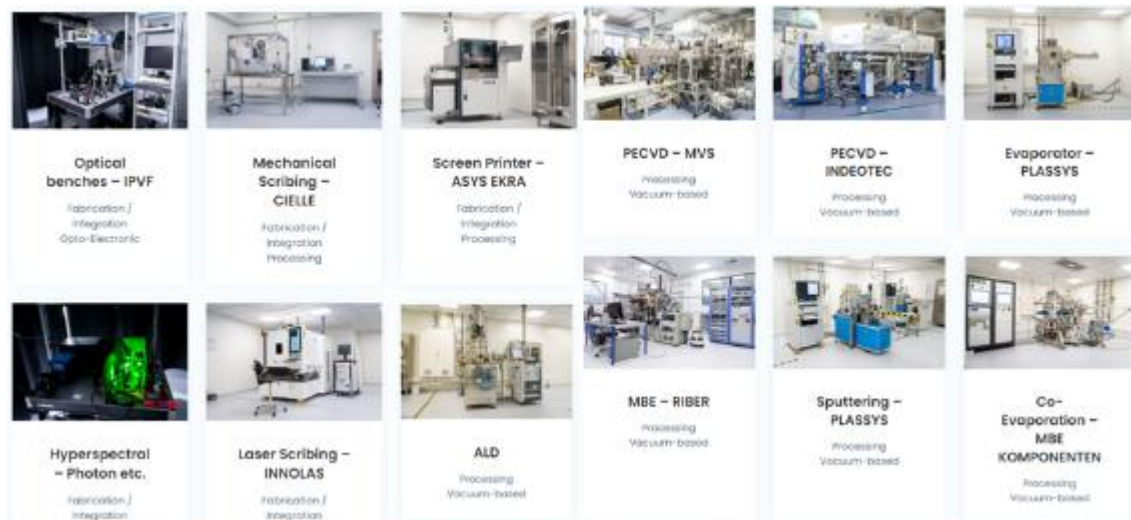 Optical
benches – IPVF
Fabrication /
Integration
Opto-Electronic
Mechanical
Scribing –
CIELLE
Fabrication /
Integration
Processing
Screen Printer –
ASYS EKRA
Fabrication /
Integration
Processing
PECVD – MVS
Processing
Vacuum-based
PECVD –
INDEOTEC
Processing
Vacuum-based
Evaporator –
PLASSYS
Processing
Vacuum-based
Hyperspectral
– Photon etc.
Fabrication /
Integration
Laser Scribing –
INNOLAS
Fabrication /
Integration
ALD
Processing
Vacuum-based
MBE – RIBER
Processing
Vacuum-based
Sputtering –
PLASSYS
Processing
Vacuum-based
Co-
Evaporation –
MBE
KOMPONENTEN
Processing
Vacuum-based